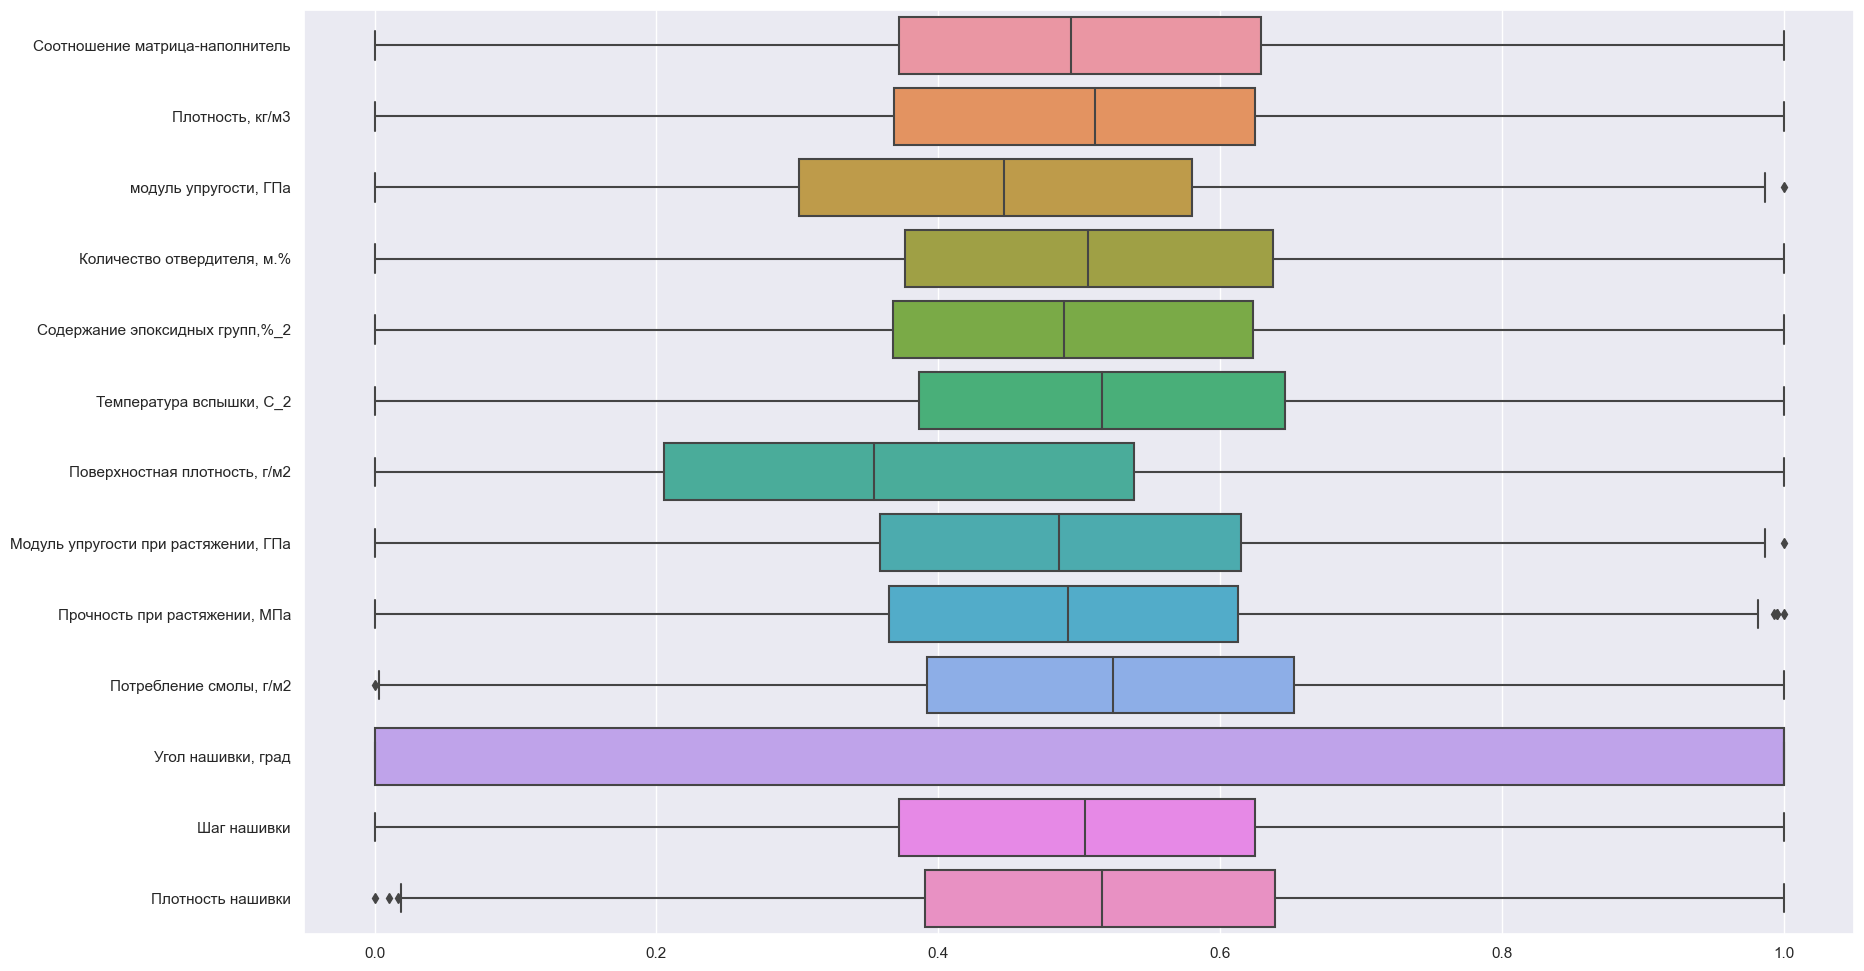 Соотношение матрица-наполнитель
Плотность, кг/м3
модуль упругости, ГПа
Количество отвердителя, м.%
Содержание эпоксидных групп,%_2
Температура вспышки, С_2
Поверхностная плотность, г/м2
Модуль упругости при растяжении, ГПа
Прочность при растяжении, МПа
Потребление смолы, г/м2
Угол нашивки, град
Шаг нашивки
Плотность нашивки
0.0 0.2 0.4 0.6 0.8 1.0